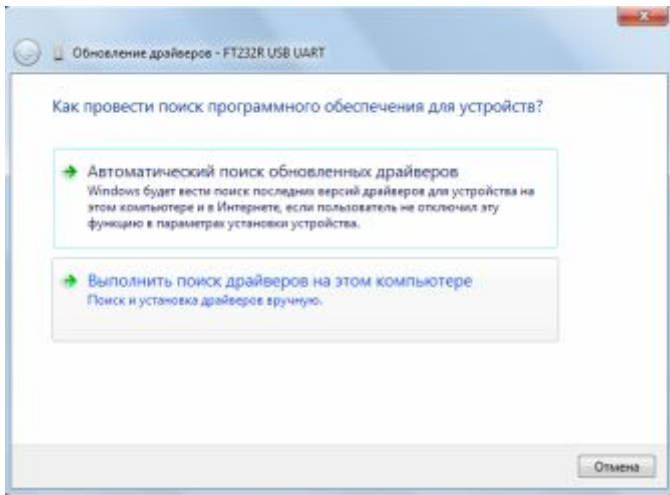 Обновление драйверов - FT232R USB UART
Как провести поиск программного обеспечения для устройств?
Автоматический поиск обновленных драйверов
Windows будет вести поиск последних версий драйверов для устройства на
этом компьютере и в Интернете, если пользователь не отключил эту
функцию в параметрах установки устройства.
Выполнить поиск драйверов на этом компьютере
Поиск и установка драйверов вручную.
Отмена